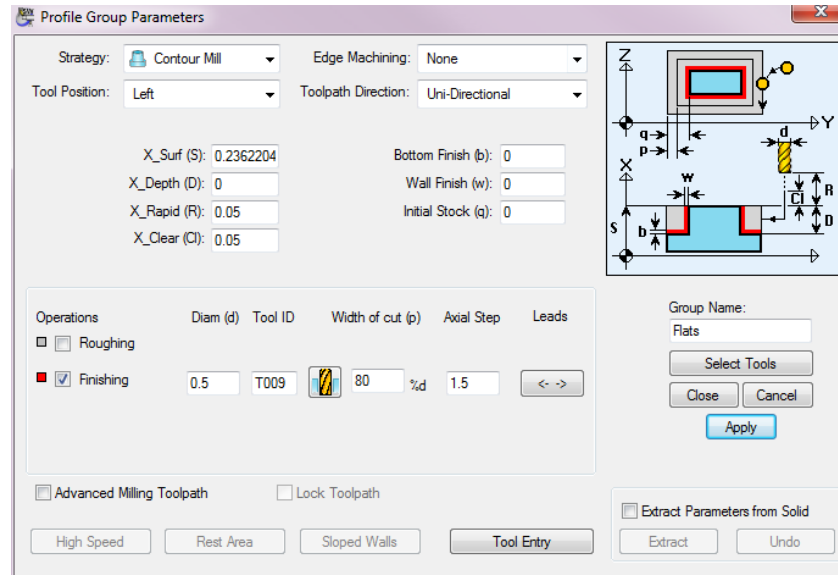 Profile Group Parameters
X
Strategy: Contour Mill Edge Machining: None
Tool Position: Left Toolpath Direction: Uni-Directional
X_Surf (S): 0.2362204 Bottom Finish (b): 0
X_Depth (D): 0 Wall Finish (w): 0
X_Rapid (R): 0.05 Initial Stock (q): 0
X_Clear (Cl): 0.05
Z
Y
q
p
d
X
w
R
Cl
S
b
D
Operations Diam (d) Tool ID Width of cut (p) Axial Step Leads
Roughing
Finishing 0.5 T009 80 %d 1.5 <- ->
Group Name:
Flats
Select Tools
Close Cancel
Apply
Advanced Milling Toolpath Lock Toolpath
High Speed Rest Area Sloped Walls Tool Entry
Extract Parameters from Solid
Extract Undo